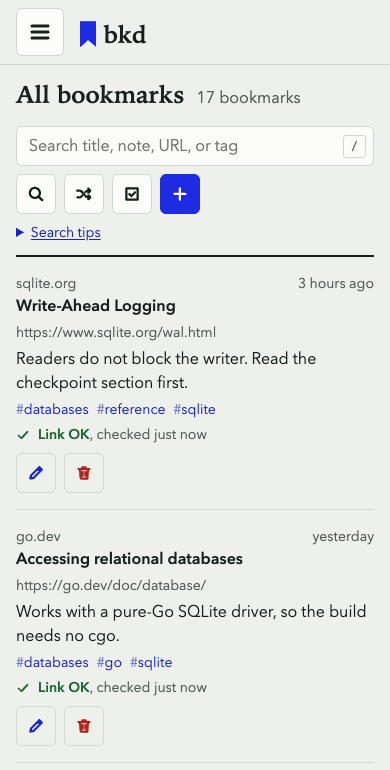 bkd
All bookmarks 17 bookmarks
Search title, note, URL, or tag /
Search tips
sqlite.org 3 hours ago
Write-Ahead Logging
https://www.sqlite.org/wal.html
Readers do not block the writer. Read the
checkpoint section first.
#databases #reference #sqlite
Link OK, checked just now
go.dev yesterday
Accessing relational databases
https://go.dev/doc/database/
Works with a pure-Go SQLite driver, so the build
needs no cgo.
#databases #go #sqlite
Link OK, checked just now